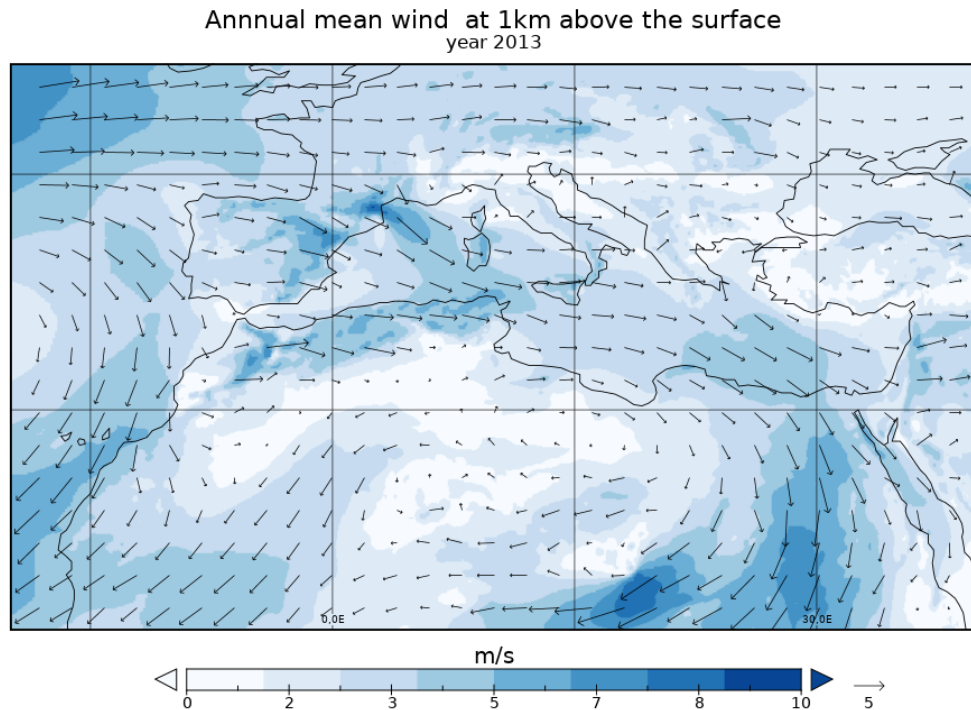 Annnual mean wind  at 1km above the surface
year 2013
0.0E
30.0E
m/s
0 2 3 5 7 8 10 5